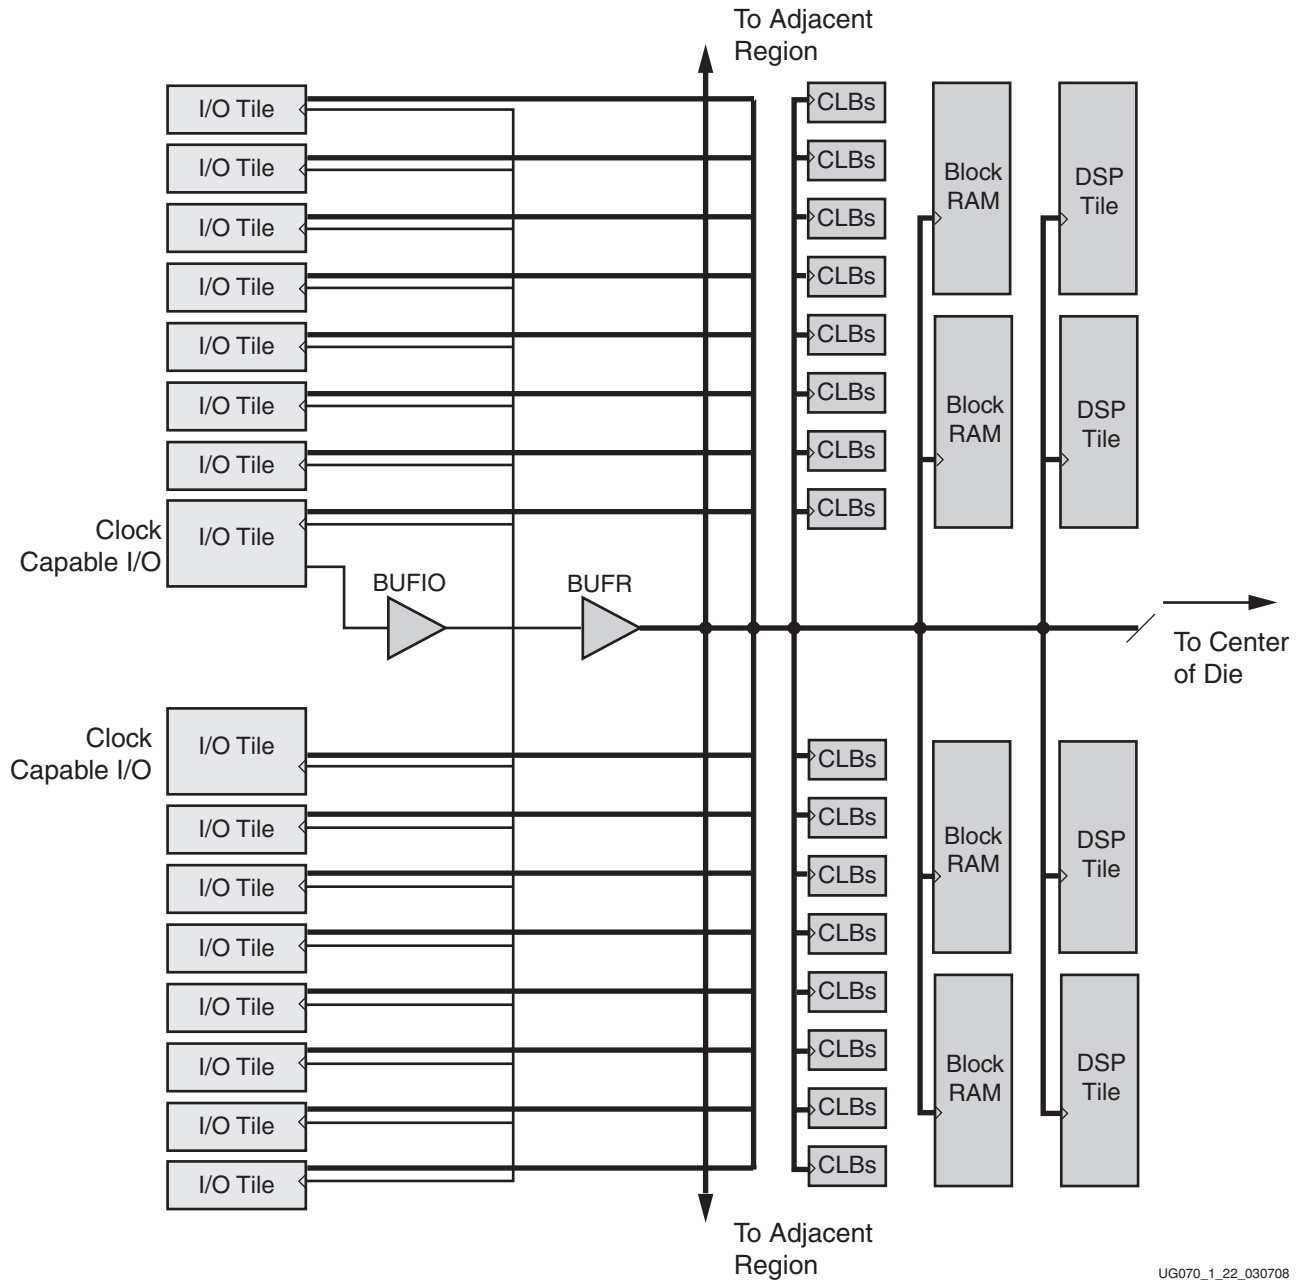 To Adjacent
Region
I/O Tile
I/O Tile
I/O Tile
I/O Tile
I/O Tile
I/O Tile
I/O Tile
Clock
Capable I/O
I/O Tile
BUFIO
BUFR
CLBs
CLBs
CLBs
CLBs
CLBs
CLBs
CLBs
CLBs
Block
RAM
Block
RAM
DSP
Tile
DSP
Tile
To Center
of Die
Clock
Capable I/O
I/O Tile
I/O Tile
I/O Tile
I/O Tile
I/O Tile
I/O Tile
I/O Tile
I/O Tile
CLBs
CLBs
CLBs
CLBs
CLBs
CLBs
CLBs
CLBs
Block
RAM
Block
RAM
DSP
Tile
DSP
Tile
To Adjacent
Region
UG070_1_22_030708